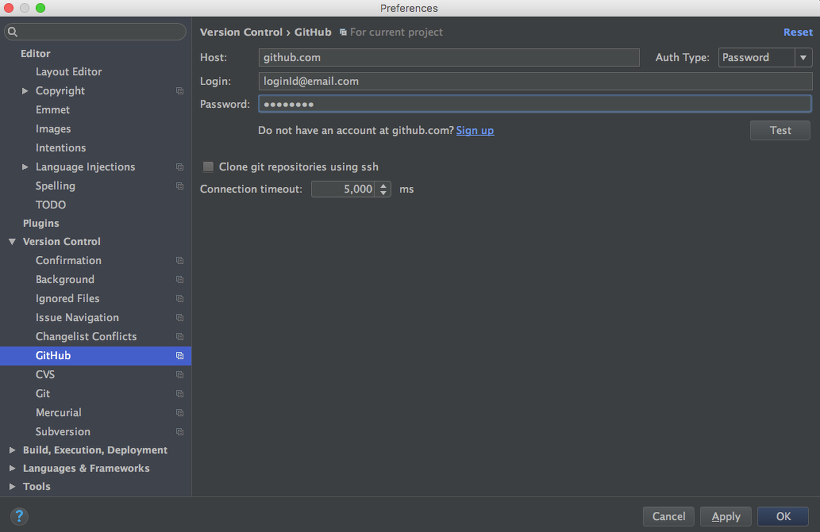 Preferences
Editor
Layout Editor
Copyright
Emmet
Images
Intentions
Language Injections
Spelling
TODO
Plugins
Version Control
Confirmation
Background
Ignored Files
Issue Navigation
Changelist Conflicts
GitHub
CVS
Git
Mercurial
Subversion
Build, Execution, Deployment
Languages & Frameworks
Tools
?
Version Control › GitHub For current project Reset
Host: github.com Auth Type: Password
Login: loginId@email.com
Password: ●●●●●●●●
Do not have an account at github.com? Sign up Test
Clone git repositories using ssh
Connection timeout: 5,000 ms
Cancel Apply OK